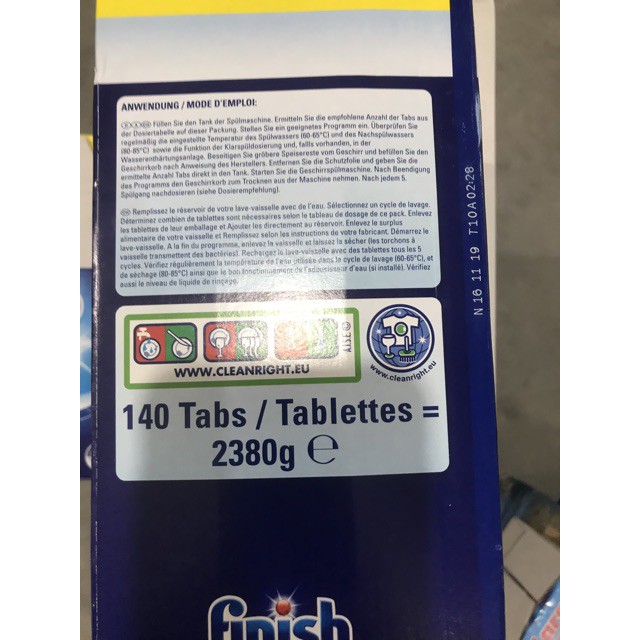 ANWENDUNG / MODE D'EMPLOI:
Füllen Sie den Tank der Spülmaschine. Ermitteln Sie die empfohlene Anzahl der Tabs aus
der Dosiertabelle auf dieser Packung. Stellen Sie ein geeignetes Programm ein. Überprüfen Sie
regelmäßig die eingestellte Temperatur des Spülwassers (60-65°C) und des Nachspülwassers
(80-85°C) sowie die Funktion der Klarspüldosierung und, falls vorhanden, in der
Wasserenthärtungsanlage. Beseitigen Sie gröbere Speisereste vom Geschirr und befüllen Sie den
Geschirrkorb nach Anweisung des Herstellers. Entfernen Sie die Schutzfolie und geben Sie die
ermittelte Anzahl Tabs direkt in den Tank. Starten Sie die Geschirrspülmaschine. Nach Beendigung
des Programms den Geschirrkorb zum Trocknen aus der Maschine nehmen. Nach jedem 5.
Spülgang nachdosieren (siehe Dosierempfehlung).
Remplissez le réservoir de votre lave-vaisselle avec de l'eau. Sélectionnez un cycle de lavage.
Déterminez combien de tablettes sont nécessaires selon le tableau de dosage de ce pack. Enlevez
les tablettes de leur emballage et Ajouter les directement au réservoir. Enlevez le surplus
alimentaire de votre vaisselle et Remplissez selon les instructions de votre fabricant. Démarrez le
lave-vaisselle. A la fin du programme, enlevez la vaisselle et laissez la sécher (les torchons à
vaisselle transmettent des bactéries). Rechargez le lave-vaisselle avec des tablettes tous les 5
cycles. Vérifiez régulièrement la température de l'eau utilisée dans le cycle de lavage (60-65°C), et
de séchage (80-85°C) ainsi que le bon fonctionnement de l'adoucisseur d'eau (si installé). Vérifiez
aussi le niveau de liquide de rinçage.
N 16 11 19 T10A02:28
A.I.S.E
WWW.CLEANRIGHT.EU
www.cleanright.eu
140 Tabs / Tablettes =
2380g ℮
finish